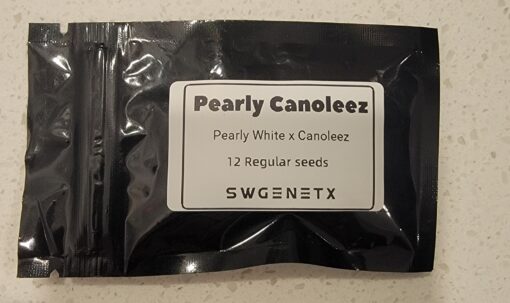 Pearly Canoleez
Pearly White x Canoleez
12 Regular seeds
SWGENETX